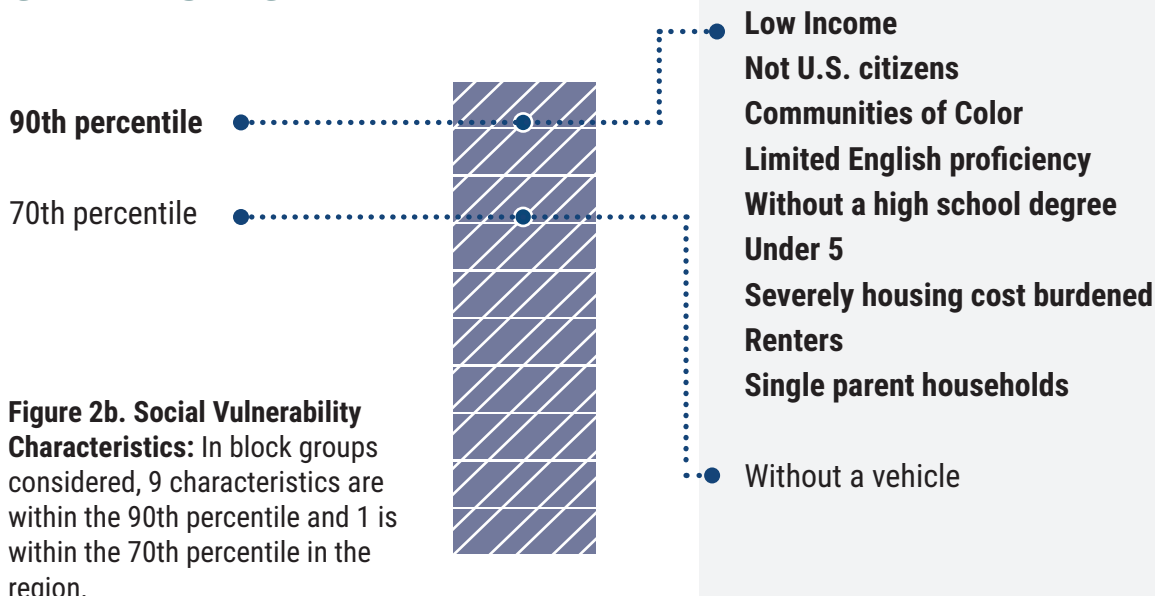 90th percentile
70th percentile
Figure 2b. Social Vulnerability
Characteristics: In block groups
considered, 9 characteristics are
within the 90th percentile and 1 is
within the 70th percentile in the
region.
Low Income
Not U.S. citizens
Communities of Color
Limited English proficiency
Without a high school degree
Under 5
Severely housing cost burdened
Renters
Single parent households
Without a vehicle